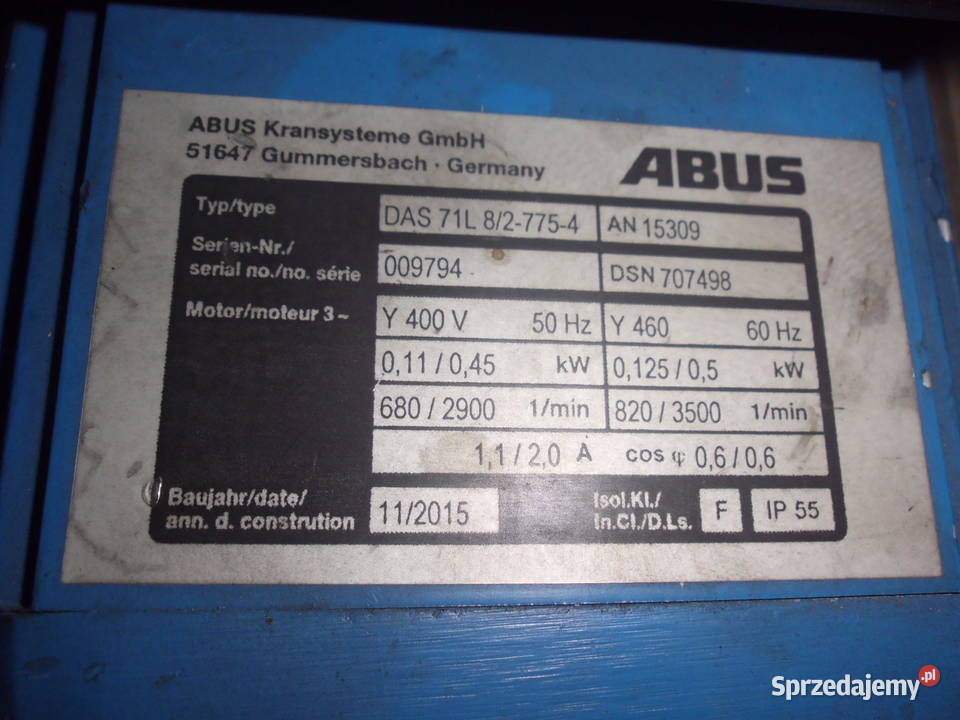 ABUS Kransysteme GmbH
51647 Gummersbach · Germany
ABUS
Typ/type DAS 71L 8/2-775-4 AN 15309
Serien-Nr./
serial no./no. série 009794 DSN 707498
Motor/moteur 3~ Y 400 V 50 Hz Y 460 60 Hz
0,11 / 0,45 kW 0,125 / 0,5 kW
680 / 2900 1/min 820 / 3500 1/min
1,1 / 2,0 A cos φ 0,6 / 0,6
Baujahr/date/
ann. d. constrution 11/2015
Isol.Kl./
In.Cl./D.Ls. F IP 55
Sprzedajemy.pl